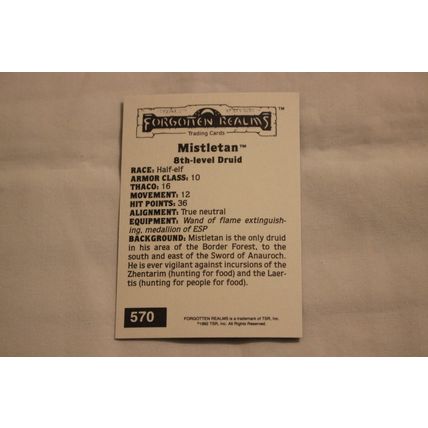 FORGOTTEN REALMS™
Trading Cards
Mistletan™
8th-level Druid
RACE: Half-elf
ARMOR CLASS: 10
THACO: 16
MOVEMENT: 12
HIT POINTS: 36
ALIGNMENT: True neutral
EQUIPMENT: Wand of flame extinguish-
ing, medallion of ESP
BACKGROUND: Mistletan is the only druid
in his area of the Border Forest, to the
south and east of the Sword of Anauroch.
He is ever vigilant against incursions of the
Zhentarim (hunting for food) and the Laer-
tis (hunting for people for food).
570
FORGOTTEN REALMS is a trademark of TSR, Inc.
©1992 TSR, Inc. All Rights Reserved.